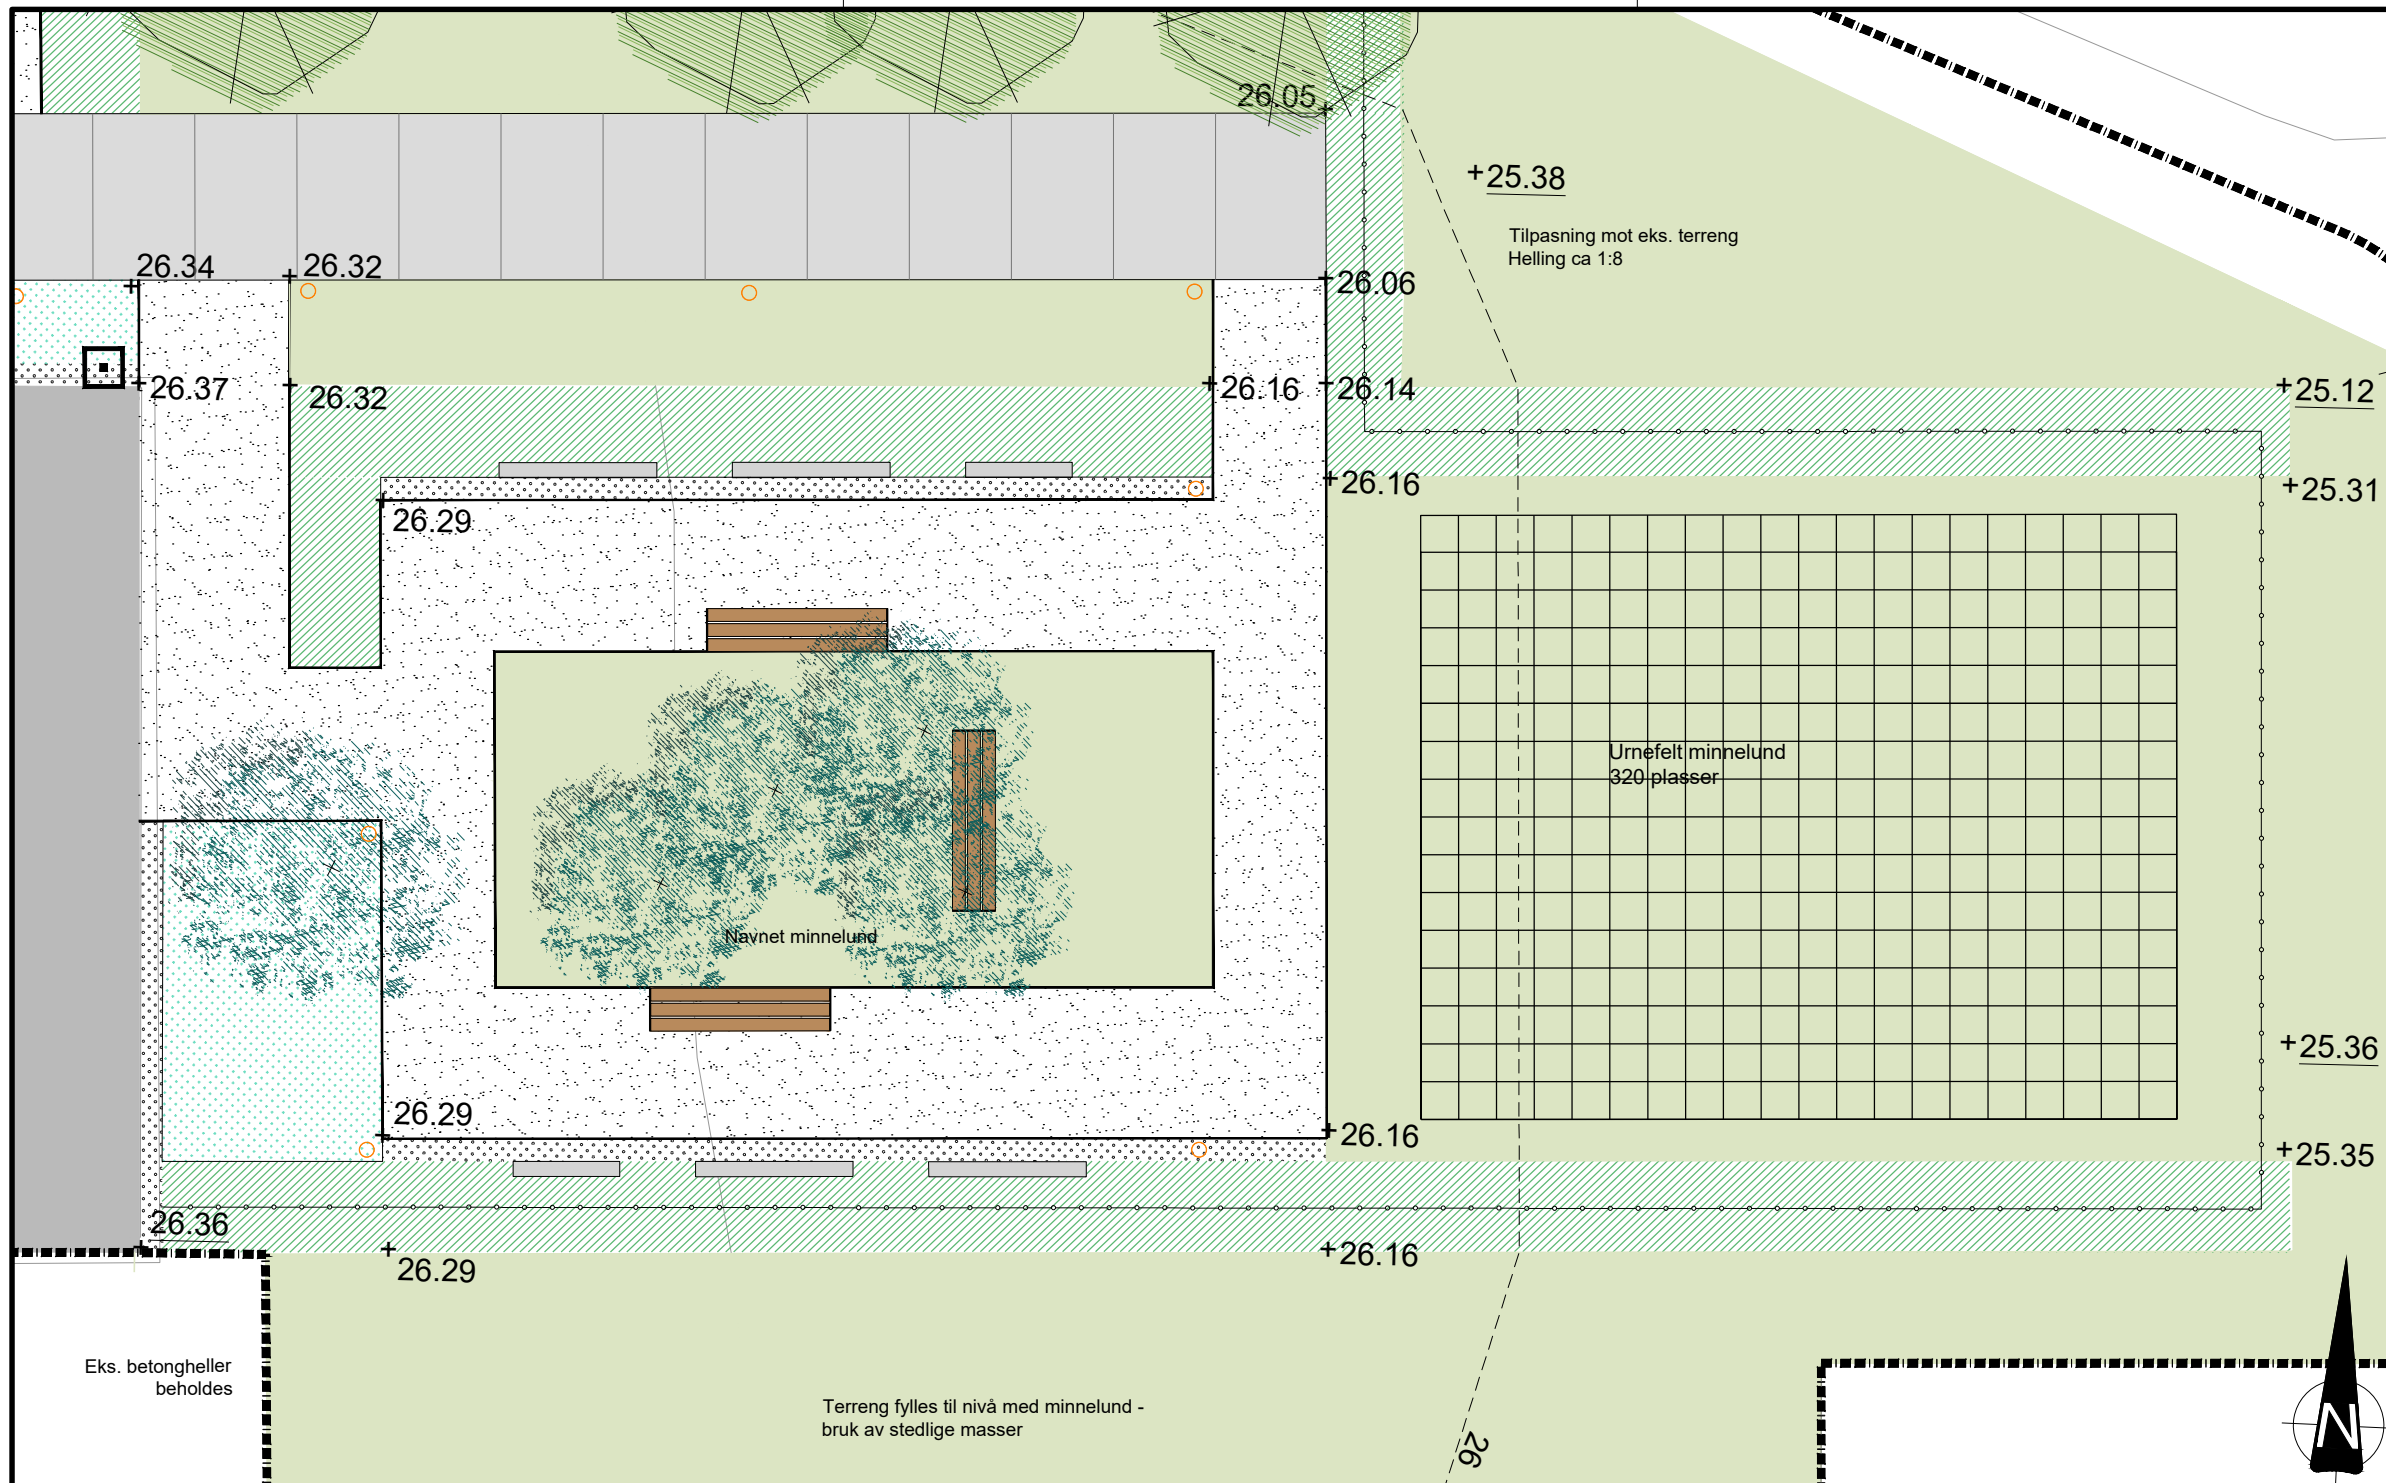 26.05
+25.38
Tilpasning mot eks. terreng
Helling ca 1:8
26.34
26.32
26.06
26.37
26.32
26.16
26.14
+25.12
26.29
+26.16
+25.31
Urnefelt minnelund
320 plasser
Navnet minnelund
+25.36
26.29
+26.16
+25.35
26.36
+26.29
+26.16
Eks. betongheller
beholdes
Terreng fylles til nivå med minnelund -
bruk av stedlige masser
26
N